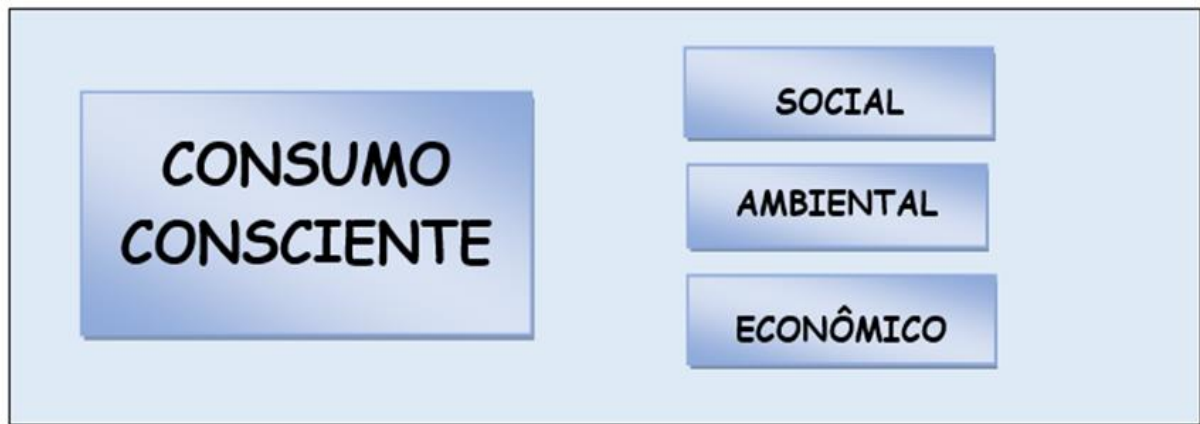 CONSUMO
CONSCIENTE
SOCIAL
AMBIENTAL
ECONÔMICO